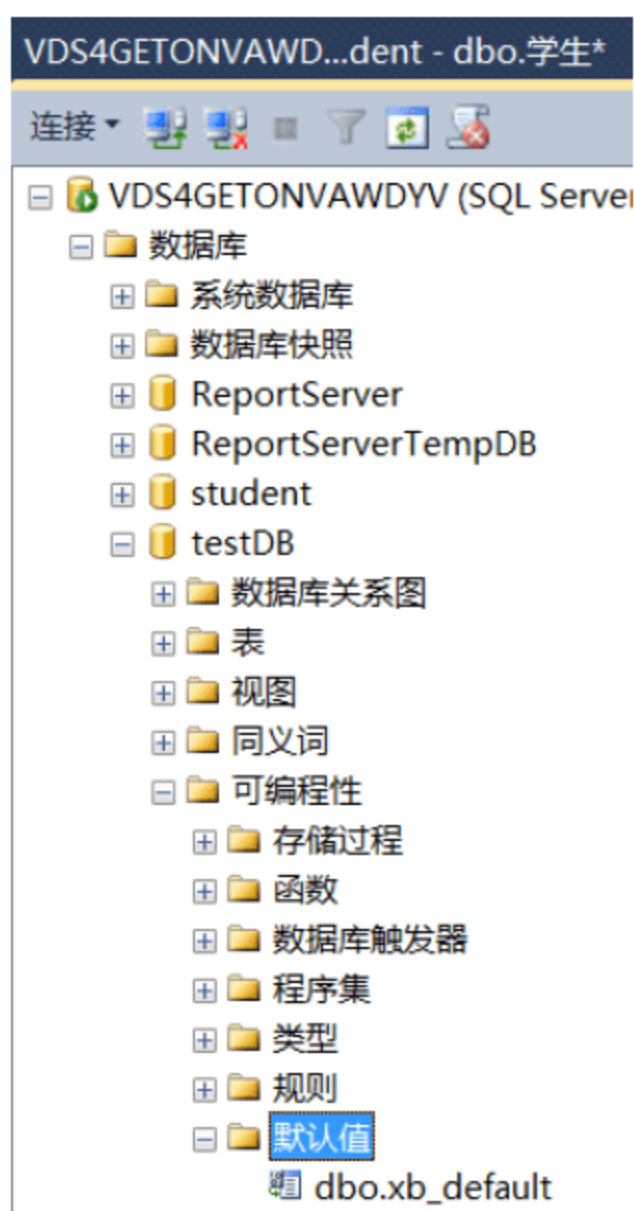 VDS4GETONVAWD...dent - dbo.学生*
连接
VDS4GETONVAWDYV (SQL Server
数据库
系统数据库
数据库快照
ReportServer
ReportServerTempDB
student
testDB
数据库关系图
表
视图
同义词
可编程性
存储过程
函数
数据库触发器
程序集
类型
规则
默认值
dbo.xb_default